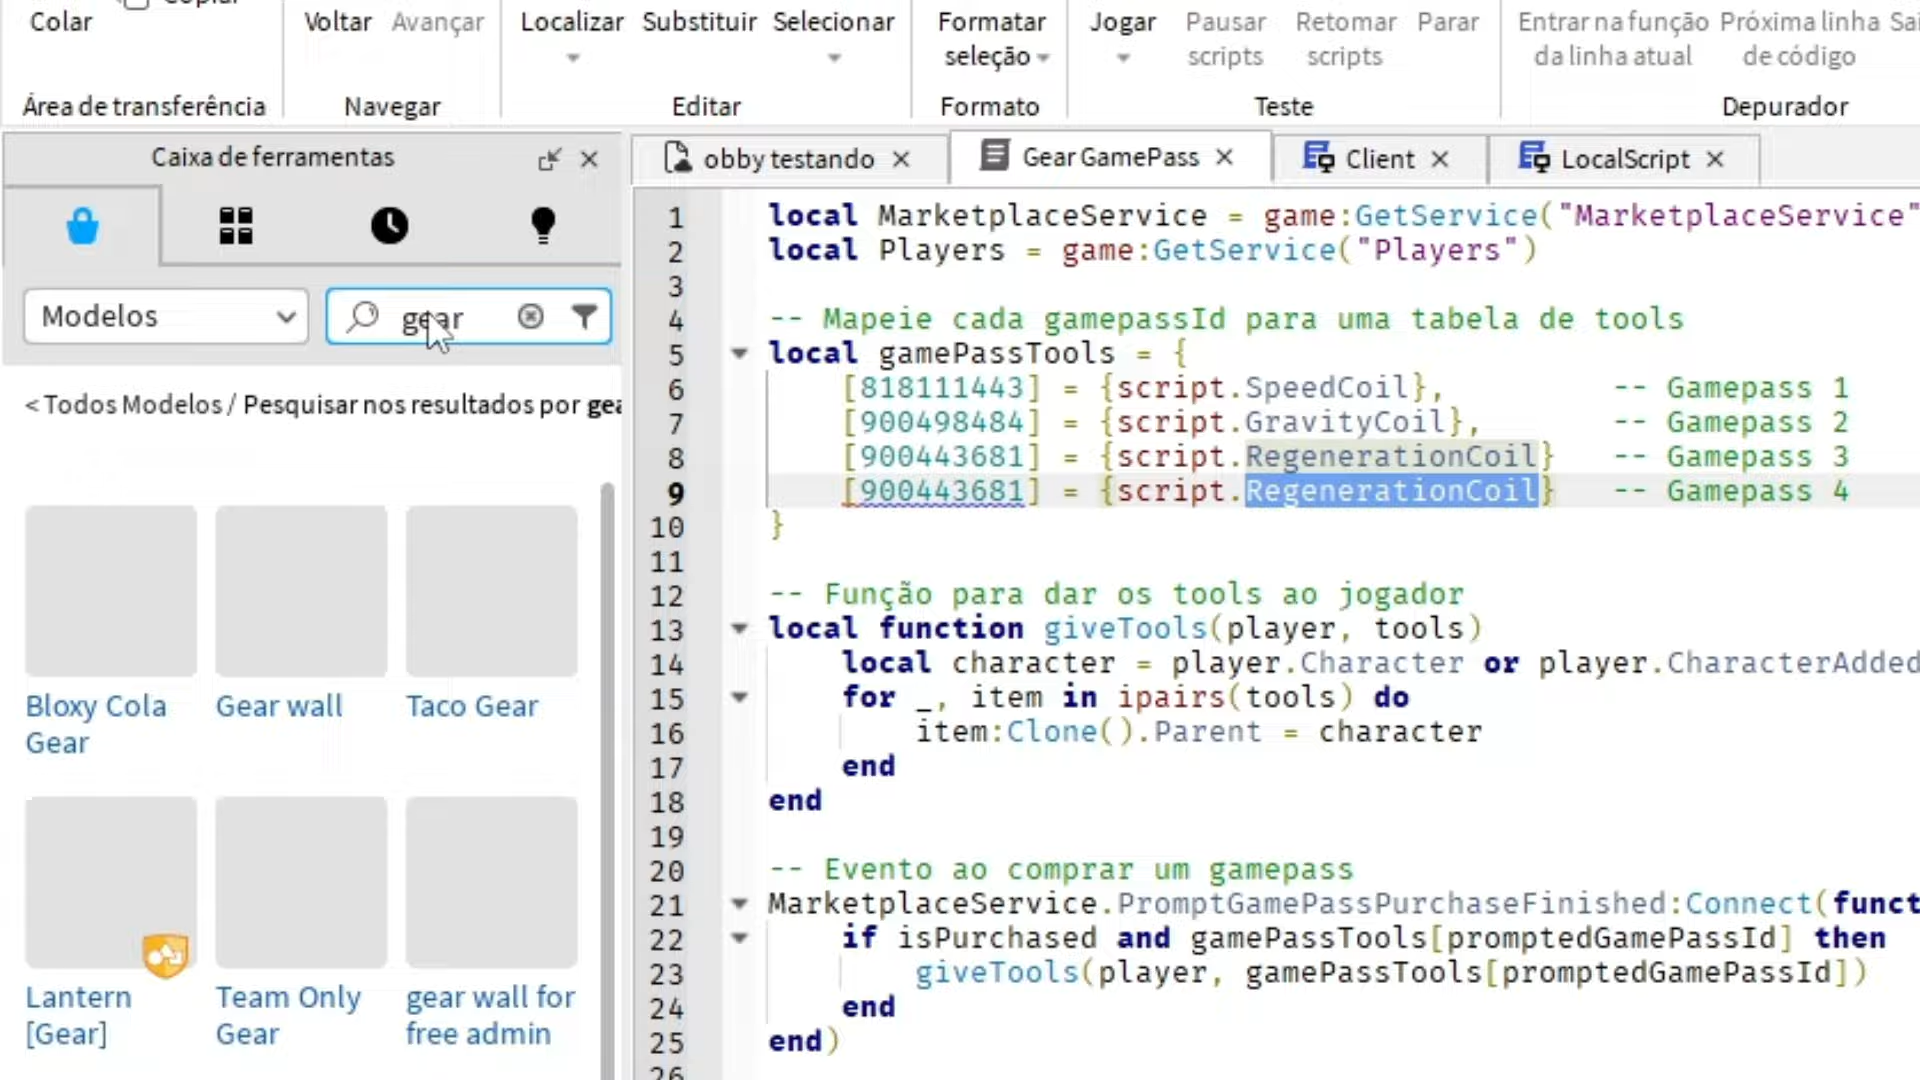 Copiar
Colar
Voltar Avançar
Localizar Substituir Selecionar
Formatar
seleção
Jogar
Pausar
scripts
Retomar
scripts
Parar
Entrar na função
da linha atual
Próxima linha
de código
Área de transferência
Navegar
Editar
Formato
Teste
Depurador
Caixa de ferramentas
obby testando
Gear GamePass
Client
LocalScript
Modelos
gear
< Todos Modelos / Pesquisar nos resultados por gea
Bloxy Cola
Gear
Gear wall
Taco Gear
Lantern
[Gear]
Team Only
Gear
gear wall for
free admin
1 local MarketplaceService = game:GetService("MarketplaceService"
2 local Players = game:GetService("Players")
3
4 -- Mapeie cada gamepassId para uma tabela de tools
5 local gamePassTools = {
6 [818111443] = {script.SpeedCoil}, -- Gamepass 1
7 [900498484] = {script.GravityCoil}, -- Gamepass 2
8 [900443681] = {script.RegenerationCoil} -- Gamepass 3
9 [900443681] = {script.RegenerationCoil} -- Gamepass 4
10 }
11
12 -- Função para dar os tools ao jogador
13 local function giveTools(player, tools)
14 local character = player.Character or player.CharacterAdded
15 for _, item in ipairs(tools) do
16 item:Clone().Parent = character
17 end
18 end
19
20 -- Evento ao comprar um gamepass
21 MarketplaceService.PromptGamePassPurchaseFinished:Connect(funct
22 if isPurchased and gamePassTools[promptedGamePassId] then
23 giveTools(player, gamePassTools[promptedGamePassId])
24 end
25 end)
26